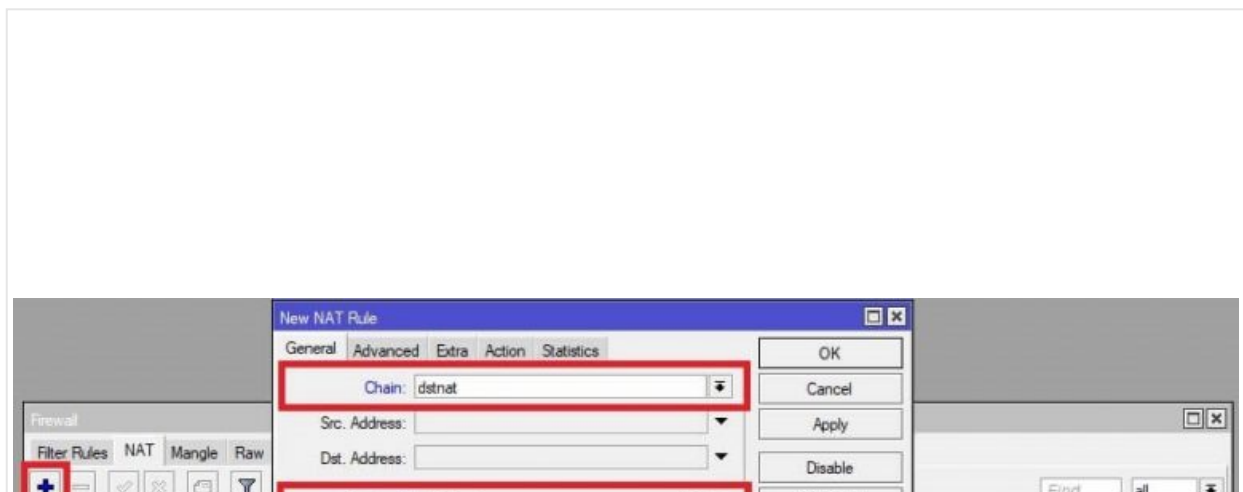 New NAT Rule
General Advanced Extra Action Statistics
OK
Chain: dstnat
Cancel
Firewall
Src. Address:
Apply
Filter Rules NAT Mangle Raw
Dst. Address:
Disable
Find all